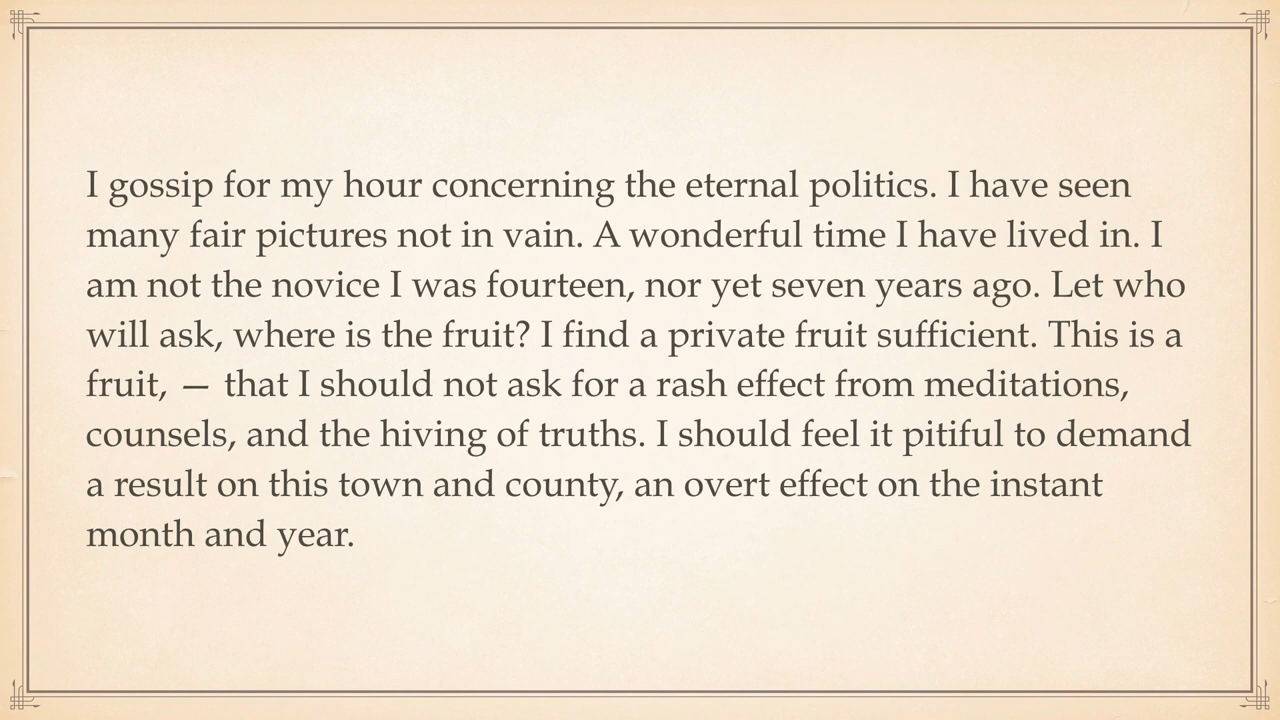 I gossip for my hour concerning the eternal politics. I have seen
many fair pictures not in vain. A wonderful time I have lived in. I
am not the novice I was fourteen, nor yet seven years ago. Let who
will ask, where is the fruit? I find a private fruit sufficient. This is a
fruit, — that I should not ask for a rash effect from meditations,
counsels, and the hiving of truths. I should feel it pitiful to demand
a result on this town and county, an overt effect on the instant
month and year.